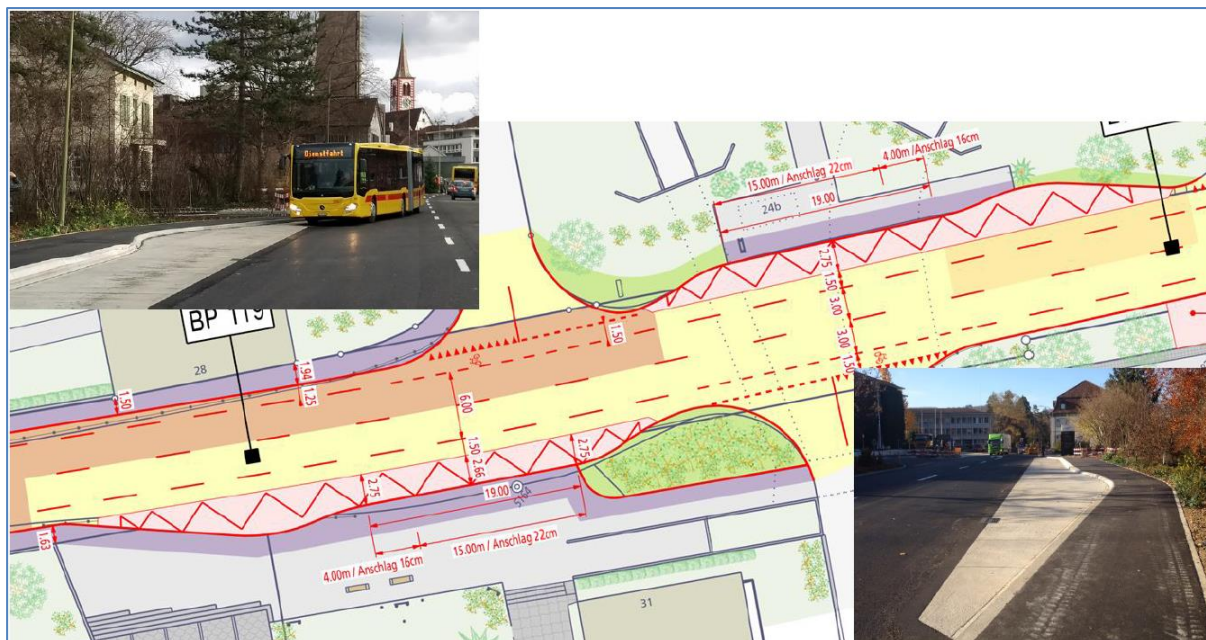 Dienstfahrt
15.00m / Anschlag 22cm
4.00m / Anschlag 16cm
19.00
24b
2.75
1.50
3.00
3.00
1.50
BP 119
28
1.94
1.25
1.50
1.50
6.00
1.50
2.66
2.75
2.75
19.00
1.63
4.00m / Anschlag 16cm
15.00m / Anschlag 22cm
31